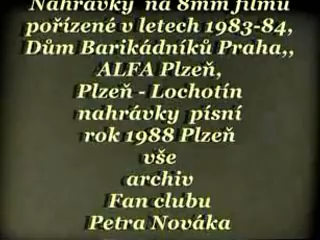 Nahrávky na 8mm filmu
pořízené v letech 1983-84,
Dům Barikádníků Praha,,
ALFA Plzeň,
Plzeň - Lochotín
nahrávky písní
rok 1988 Plzeň
vše
archiv
Fan clubu
Petra Nováka